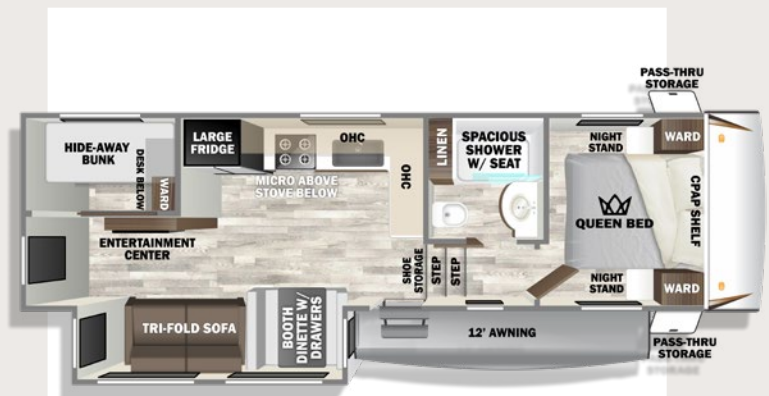 PASS-THRU
STORAGE
HIDE-AWAY
BUNK
DESK BELOW
WARD
LARGE
FRIDGE
OHC
OHC
MICRO ABOVE
STOVE BELOW
LINEN
SPACIOUS
SHOWER
W/ SEAT
NIGHT
STAND
WARD
QUEEN BED
CPAP SHELF
ENTERTAINMENT
CENTER
SHOE
STORAGE
STEP
STEP
NIGHT
STAND
WARD
TRI-FOLD SOFA
BOOTH
DINETTE W/
DRAWERS
12' AWNING
PASS-THRU
STORAGE